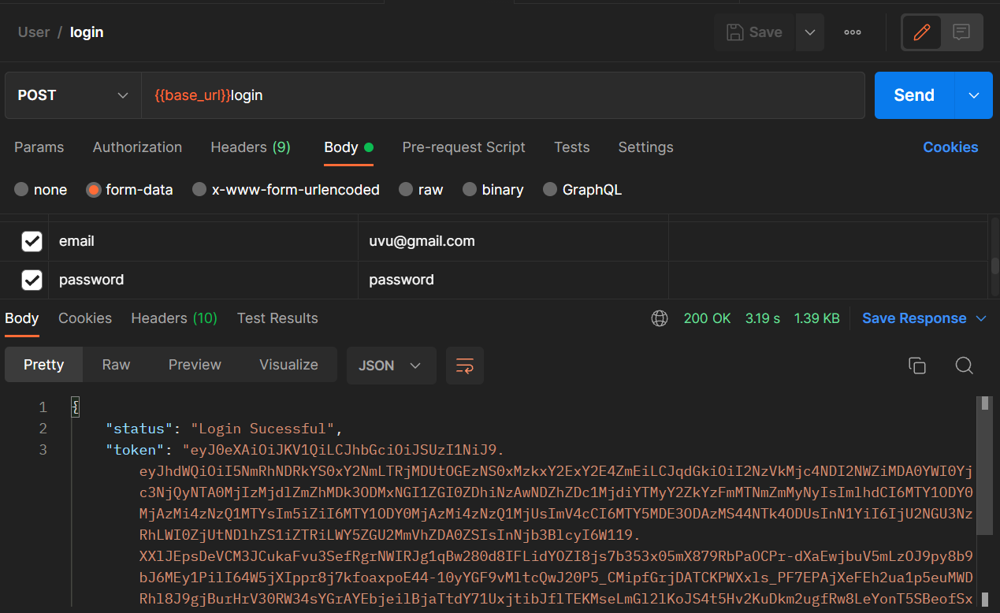 User / login
Save
POST
{{base_url}}login
Send
Params Authorization Headers (9) Body Pre-request Script Tests Settings Cookies
none form-data x-www-form-urlencoded raw binary GraphQL
email uvu@gmail.com
password password
Body Cookies Headers (10) Test Results 200 OK 3.19 s 1.39 KB Save Response
Pretty Raw Preview Visualize JSON
1 {
2 "status": "Login Sucessful",
3 "token": "eyJ0eXAiOiJKV1QiLCJhbGciOiJSUzI1NiJ9.
eyJhdWQiOiI5NmRhNDRkYS0xY2NmLTRjMDUtOGEzNS0xMzkxY2ExY2E4ZmEiLCJqdGkiOiI2NzVkMjc4NDI2NWZiMDA0YWI0Yj
c3NjQyNTA0MjIzMjdlZmZhMDk3ODMxNGI1ZGI0ZDhiNzAwNDZhZDc1MjdiYTMyY2ZkYzFmMTNmZmMyNyIsImlhdCI6MTY1ODY0
MjAzMi4zNzQ1MTYsIm5iZiI6MTY1ODY0MjAzMi4zNzQ1MjUsImV4cCI6MTY5MDE3ODAzMS44NTk4ODUsInN1YiI6IjU2NGU3Nz
RhLWI0ZjUtNDlhZS1iZTRiLWY5ZGU2MmVhZDA0ZSIsInNjb3BlcyI6W119.
XXlJEpsDeVCM3JCukaFvu3SefRgrNWIRJg1qBw280d8IFLidYOZI8js7b353x05mX879RbPaOCPr-dXaEwjbuV5mLzOJ9py8b9
bJ6MEy1PilI64W5jXIppr8j7kfoaxpoE44-10yYGF9vMltcQwJ20P5_CMipfGrjDATCKPWXxls_PF7EPAjXeFEh2ua1p5euMWD
Rhl8J9gjBurHrV30RW34sYGrAYEbjeilBjaTtdY71UxjtibJflTEKMseLmGl2lKoJS4t5Hv2KuDkm2ugfRw8LeYonT5SBeofSx